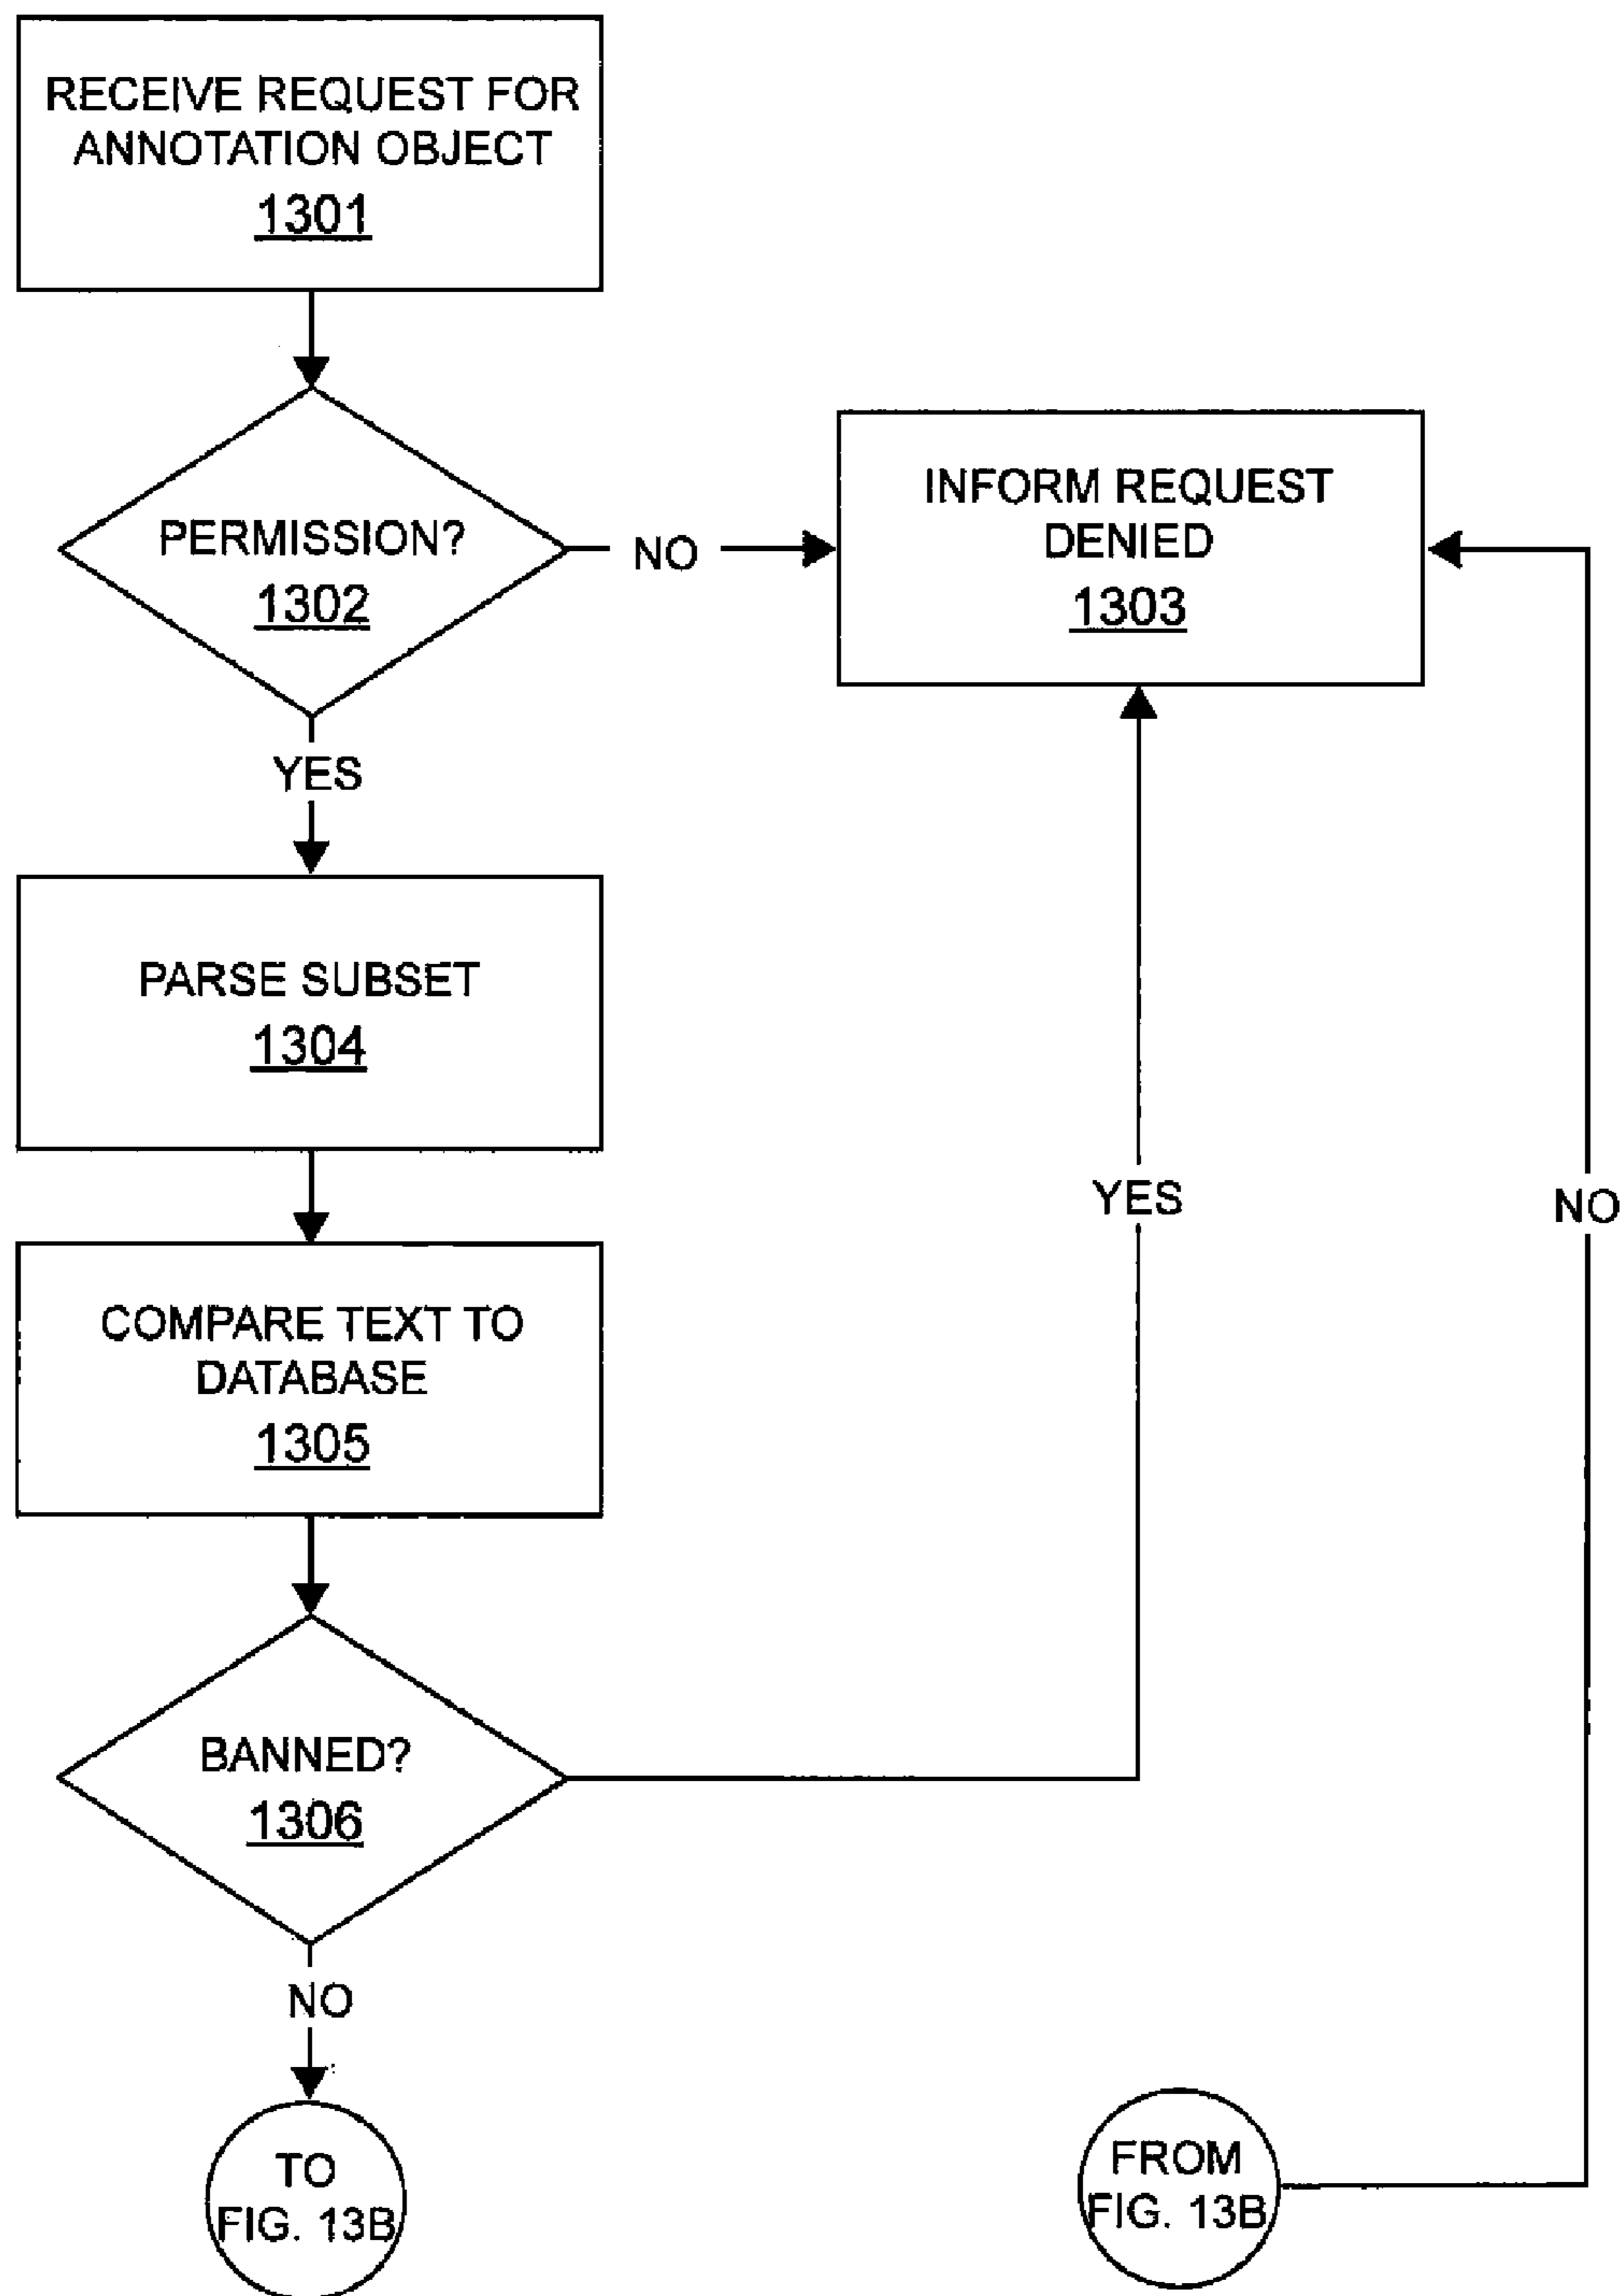 RECEIVE REQUEST FOR
ANNOTATION OBJECT
1301
PERMISSION?
1302
NO
INFORM REQUEST
DENIED
1303
YES
PARSE SUBSET
1304
YES
NO
COMPARE TEXT TO
DATABASE
1305
BANNED?
1306
NO
TO
FIG. 13B
FROM
FIG. 13B